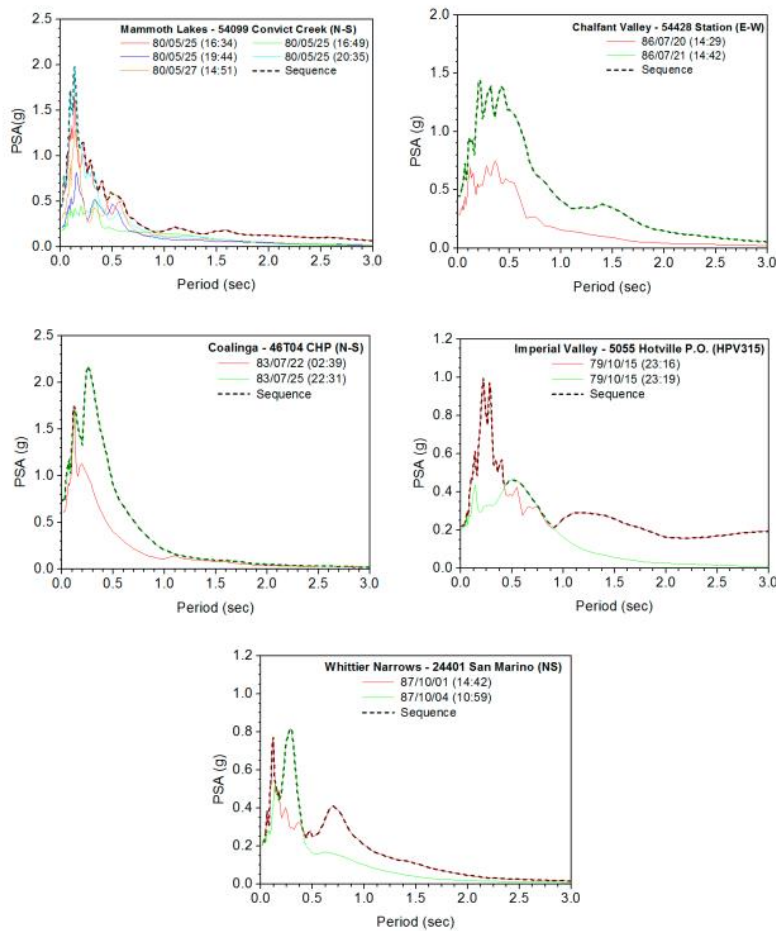 Mammoth Lakes - 54099 Convict Creek (N-S)
80/05/25 (16:34) 80/05/25 (16:49)
80/05/25 (19:44) 80/05/25 (20:35)
80/05/27 (14:51) Sequence
PSA(g)
2.5
2.0
1.5
1.0
0.5
0.0
0.0 0.5 1.0 1.5 2.0 2.5 3.0
Period (sec)
Chalfant Valley - 54428 Station (E-W)
86/07/20 (14:29)
86/07/21 (14:42)
Sequence
PSA (g)
2.0
1.5
1.0
0.5
0.0
0.0 0.5 1.0 1.5 2.0 2.5 3.0
Period (sec)
Coalinga - 46T04 CHP (N-S)
83/07/22 (02:39)
83/07/25 (22:31)
Sequence
PSA (g)
2.5
2.0
1.5
1.0
0.5
0.0
0.0 0.5 1.0 1.5 2.0 2.5 3.0
Period (sec)
Imperial Valley - 5055 Hotville P.O. (HPV315)
79/10/15 (23:16)
79/10/15 (23:19)
Sequence
PSA (g)
1.2
1.0
0.8
0.6
0.4
0.2
0.0
0.0 0.5 1.0 1.5 2.0 2.5 3.0
Period (sec)
Whittier Narrows - 24401 San Marino (NS)
87/10/01 (14:42)
87/10/04 (10:59)
Sequence
PSA (g)
1.2
1.0
0.8
0.6
0.4
0.2
0.0
0.0 0.5 1.0 1.5 2.0 2.5 3.0
Period (sec)